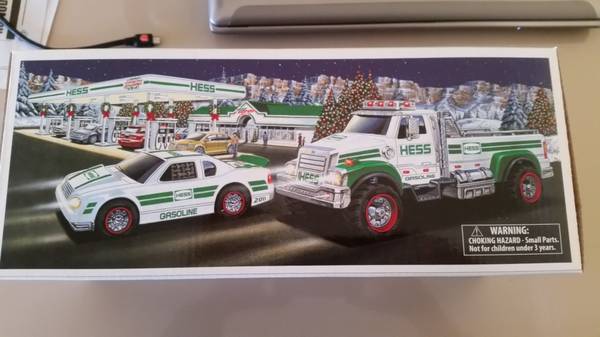 HESS
HESS
HESS
HESS
HESS
HESS
GASOLINE
HESS
GASOLINE
2011
WARNING:
CHOKING HAZARD - Small Parts.
Not for children under 3 years.